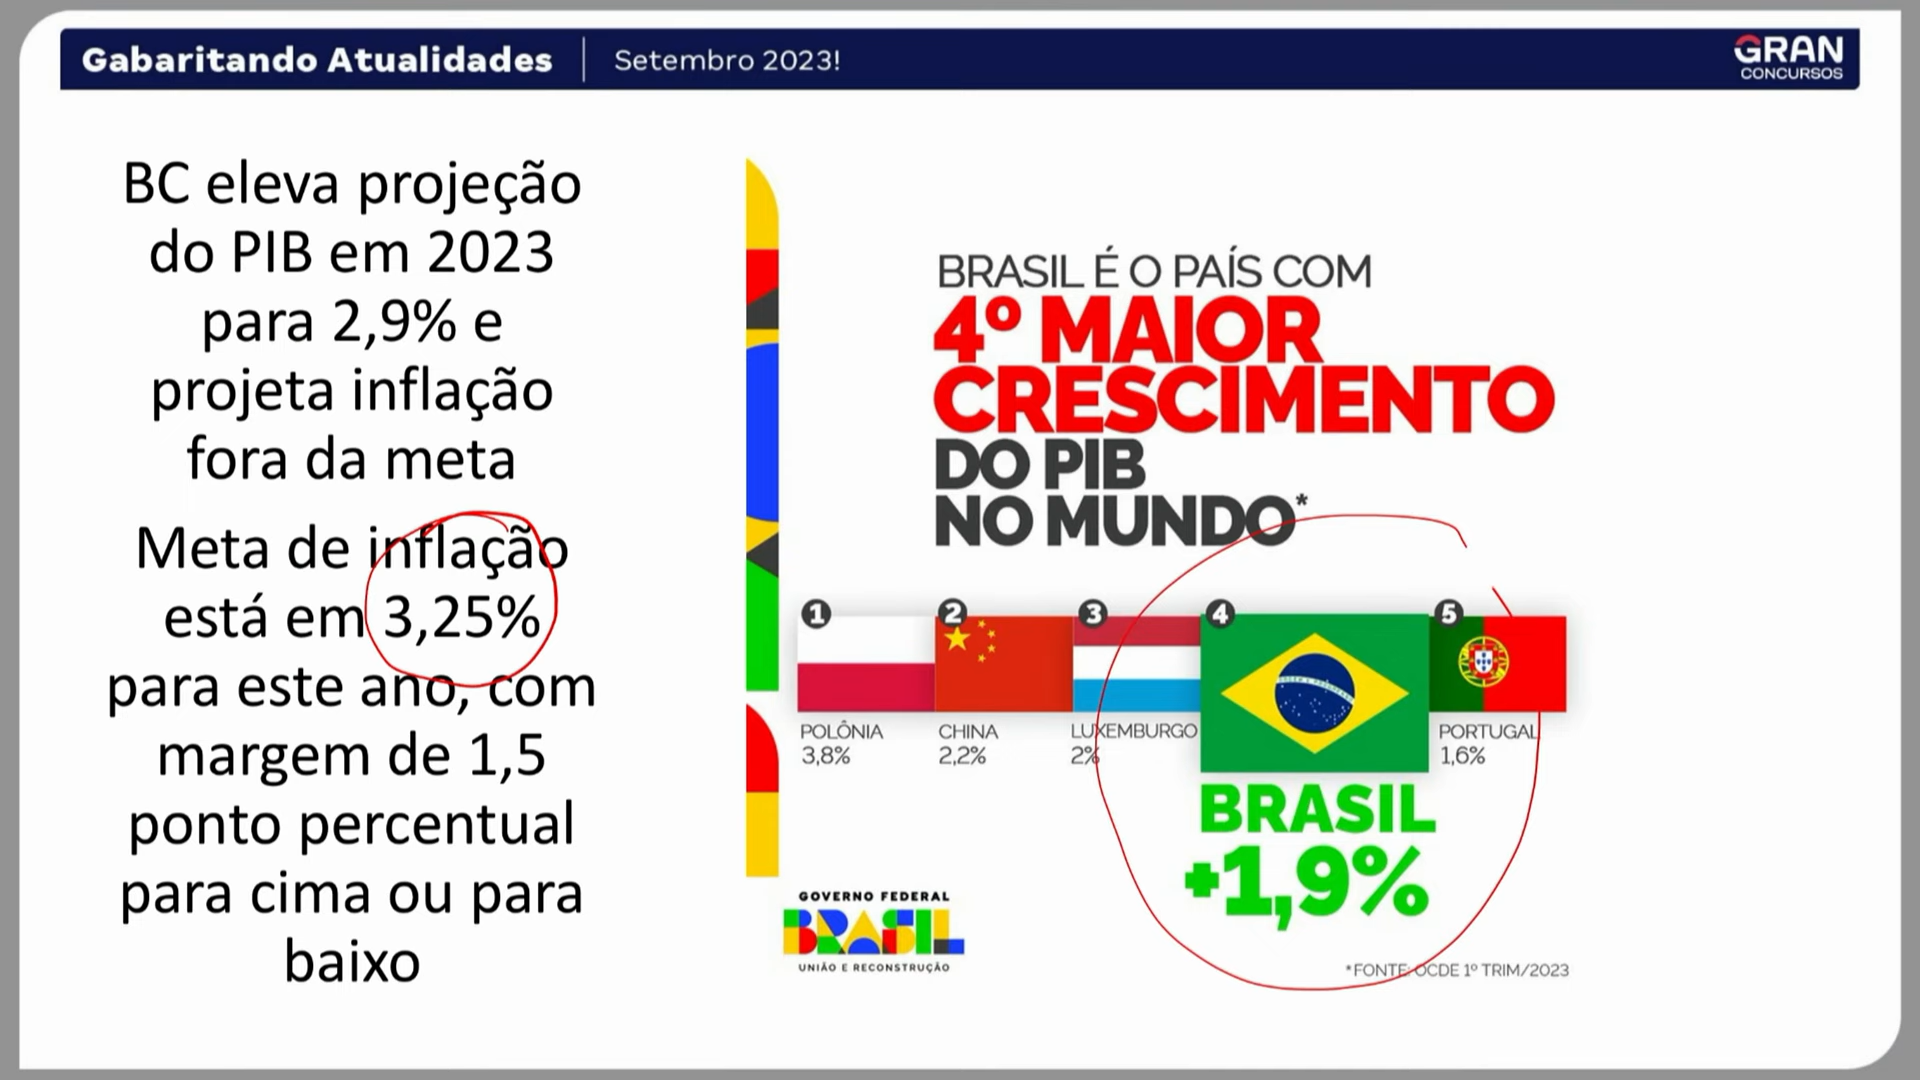 Gabaritando Atualidades
Setembro 2023!
GRAN
CONCURSOS
BC eleva projeção
do PIB em 2023
para 2,9% e
projeta inflação
fora da meta
Meta de inflação
está em 3,25%
para este ano, com
margem de 1,5
ponto percentual
para cima ou para
baixo
BRASIL É O PAÍS COM
4º MAIOR
CRESCIMENTO
DO PIB
NO MUNDO*
1
2
3
4
5
POLÔNIA
3,8%
CHINA
2,2%
LUXEMBURGO
2%
PORTUGAL
1,6%
BRASIL
+1,9%
GOVERNO FEDERAL
BRASIL
UNIÃO E RECONSTRUÇÃO
*FONTE: OCDE 1º TRIM/2023